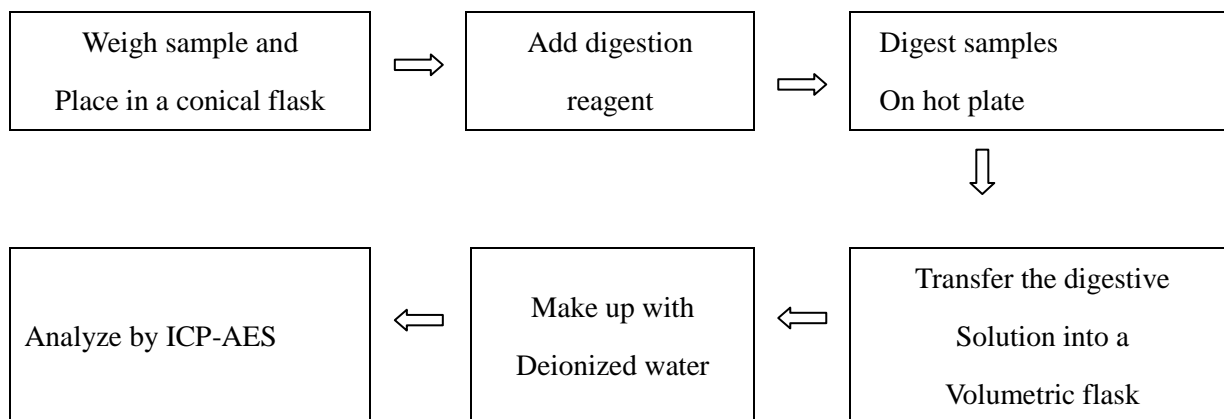 Weigh sample and
Place in a conical flask
Add digestion
reagent
Digest samples
On hot plate
Transfer the digestive
Solution into a
Volumetric flask
Make up with
Deionized water
Analyze by ICP-AES